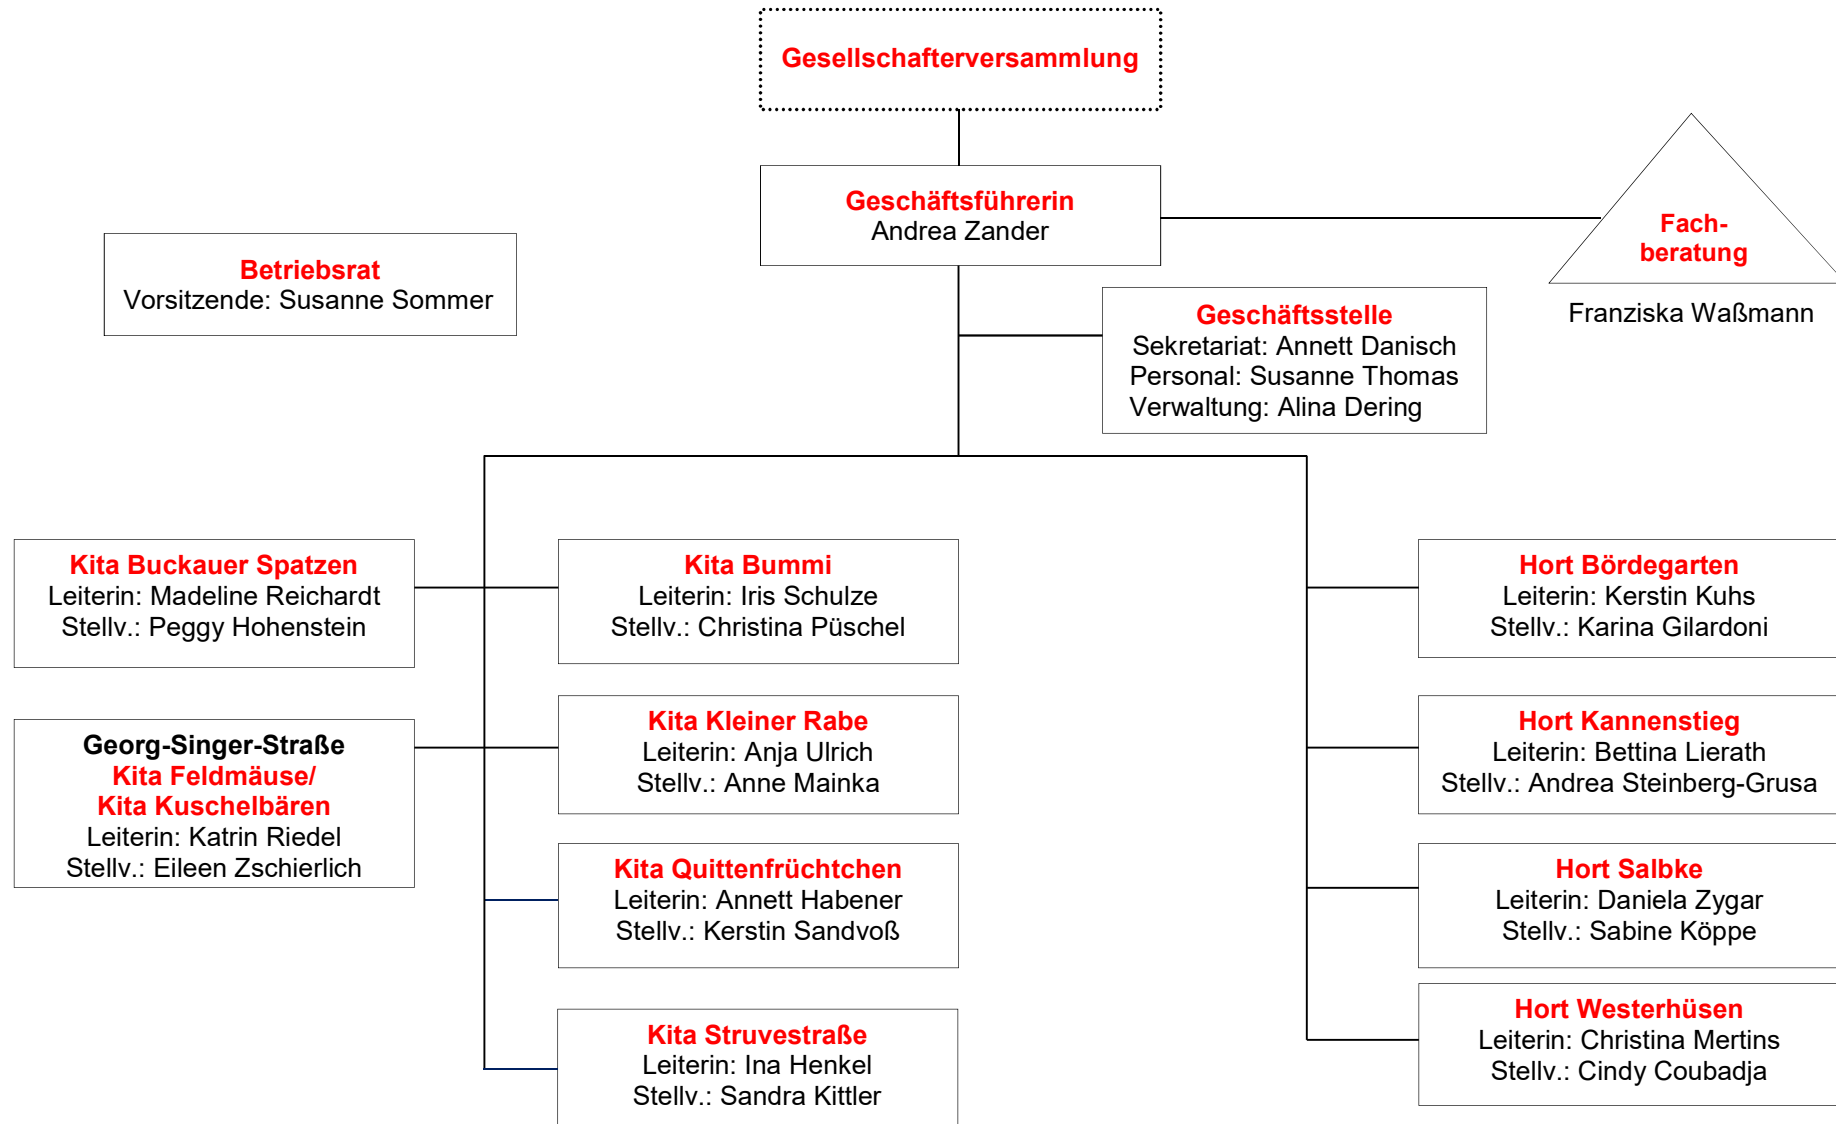 Gesellschafterversammlung
Geschäftsführerin
Andrea Zander
Fach-
beratung
Franziska Waßmann
Betriebsrat
Vorsitzende: Susanne Sommer
Geschäftsstelle
Sekretariat: Annett Danisch
Personal: Susanne Thomas
Verwaltung: Alina Dering
Kita Buckauer Spatzen
Leiterin: Madeline Reichardt
Stellv.: Peggy Hohenstein
Georg-Singer-Straße
Kita Feldmäuse/
Kita Kuschelbären
Leiterin: Katrin Riedel
Stellv.: Eileen Zschierlich
Kita Bummi
Leiterin: Iris Schulze
Stellv.: Christina Püschel
Kita Kleiner Rabe
Leiterin: Anja Ulrich
Stellv.: Anne Mainka
Kita Quittenfrüchtchen
Leiterin: Annett Habener
Stellv.: Kerstin Sandvoß
Kita Struvestraße
Leiterin: Ina Henkel
Stellv.: Sandra Kittler
Hort Bördegarten
Leiterin: Kerstin Kuhs
Stellv.: Karina Gilardoni
Hort Kannenstieg
Leiterin: Bettina Lierath
Stellv.: Andrea Steinberg-Grusa
Hort Salbke
Leiterin: Daniela Zygar
Stellv.: Sabine Köppe
Hort Westerhüsen
Leiterin: Christina Mertins
Stellv.: Cindy Coubadja